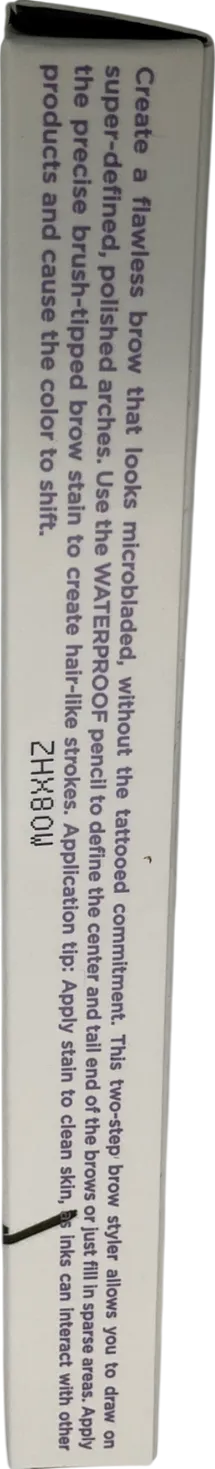 Create a flawless brow that looks microbladed, without the tattooed commitment. This two-step brow styler allows you to draw on
super-defined, polished arches. Use the WATERPROOF pencil to define the center and tail end of the brows or just fill in sparse areas. Apply
the precise brush-tipped brow stain to create hair-like strokes. Application tip: Apply stain to clean skin, as inks can interact with other
products and cause the color to shift.
ZHX80W